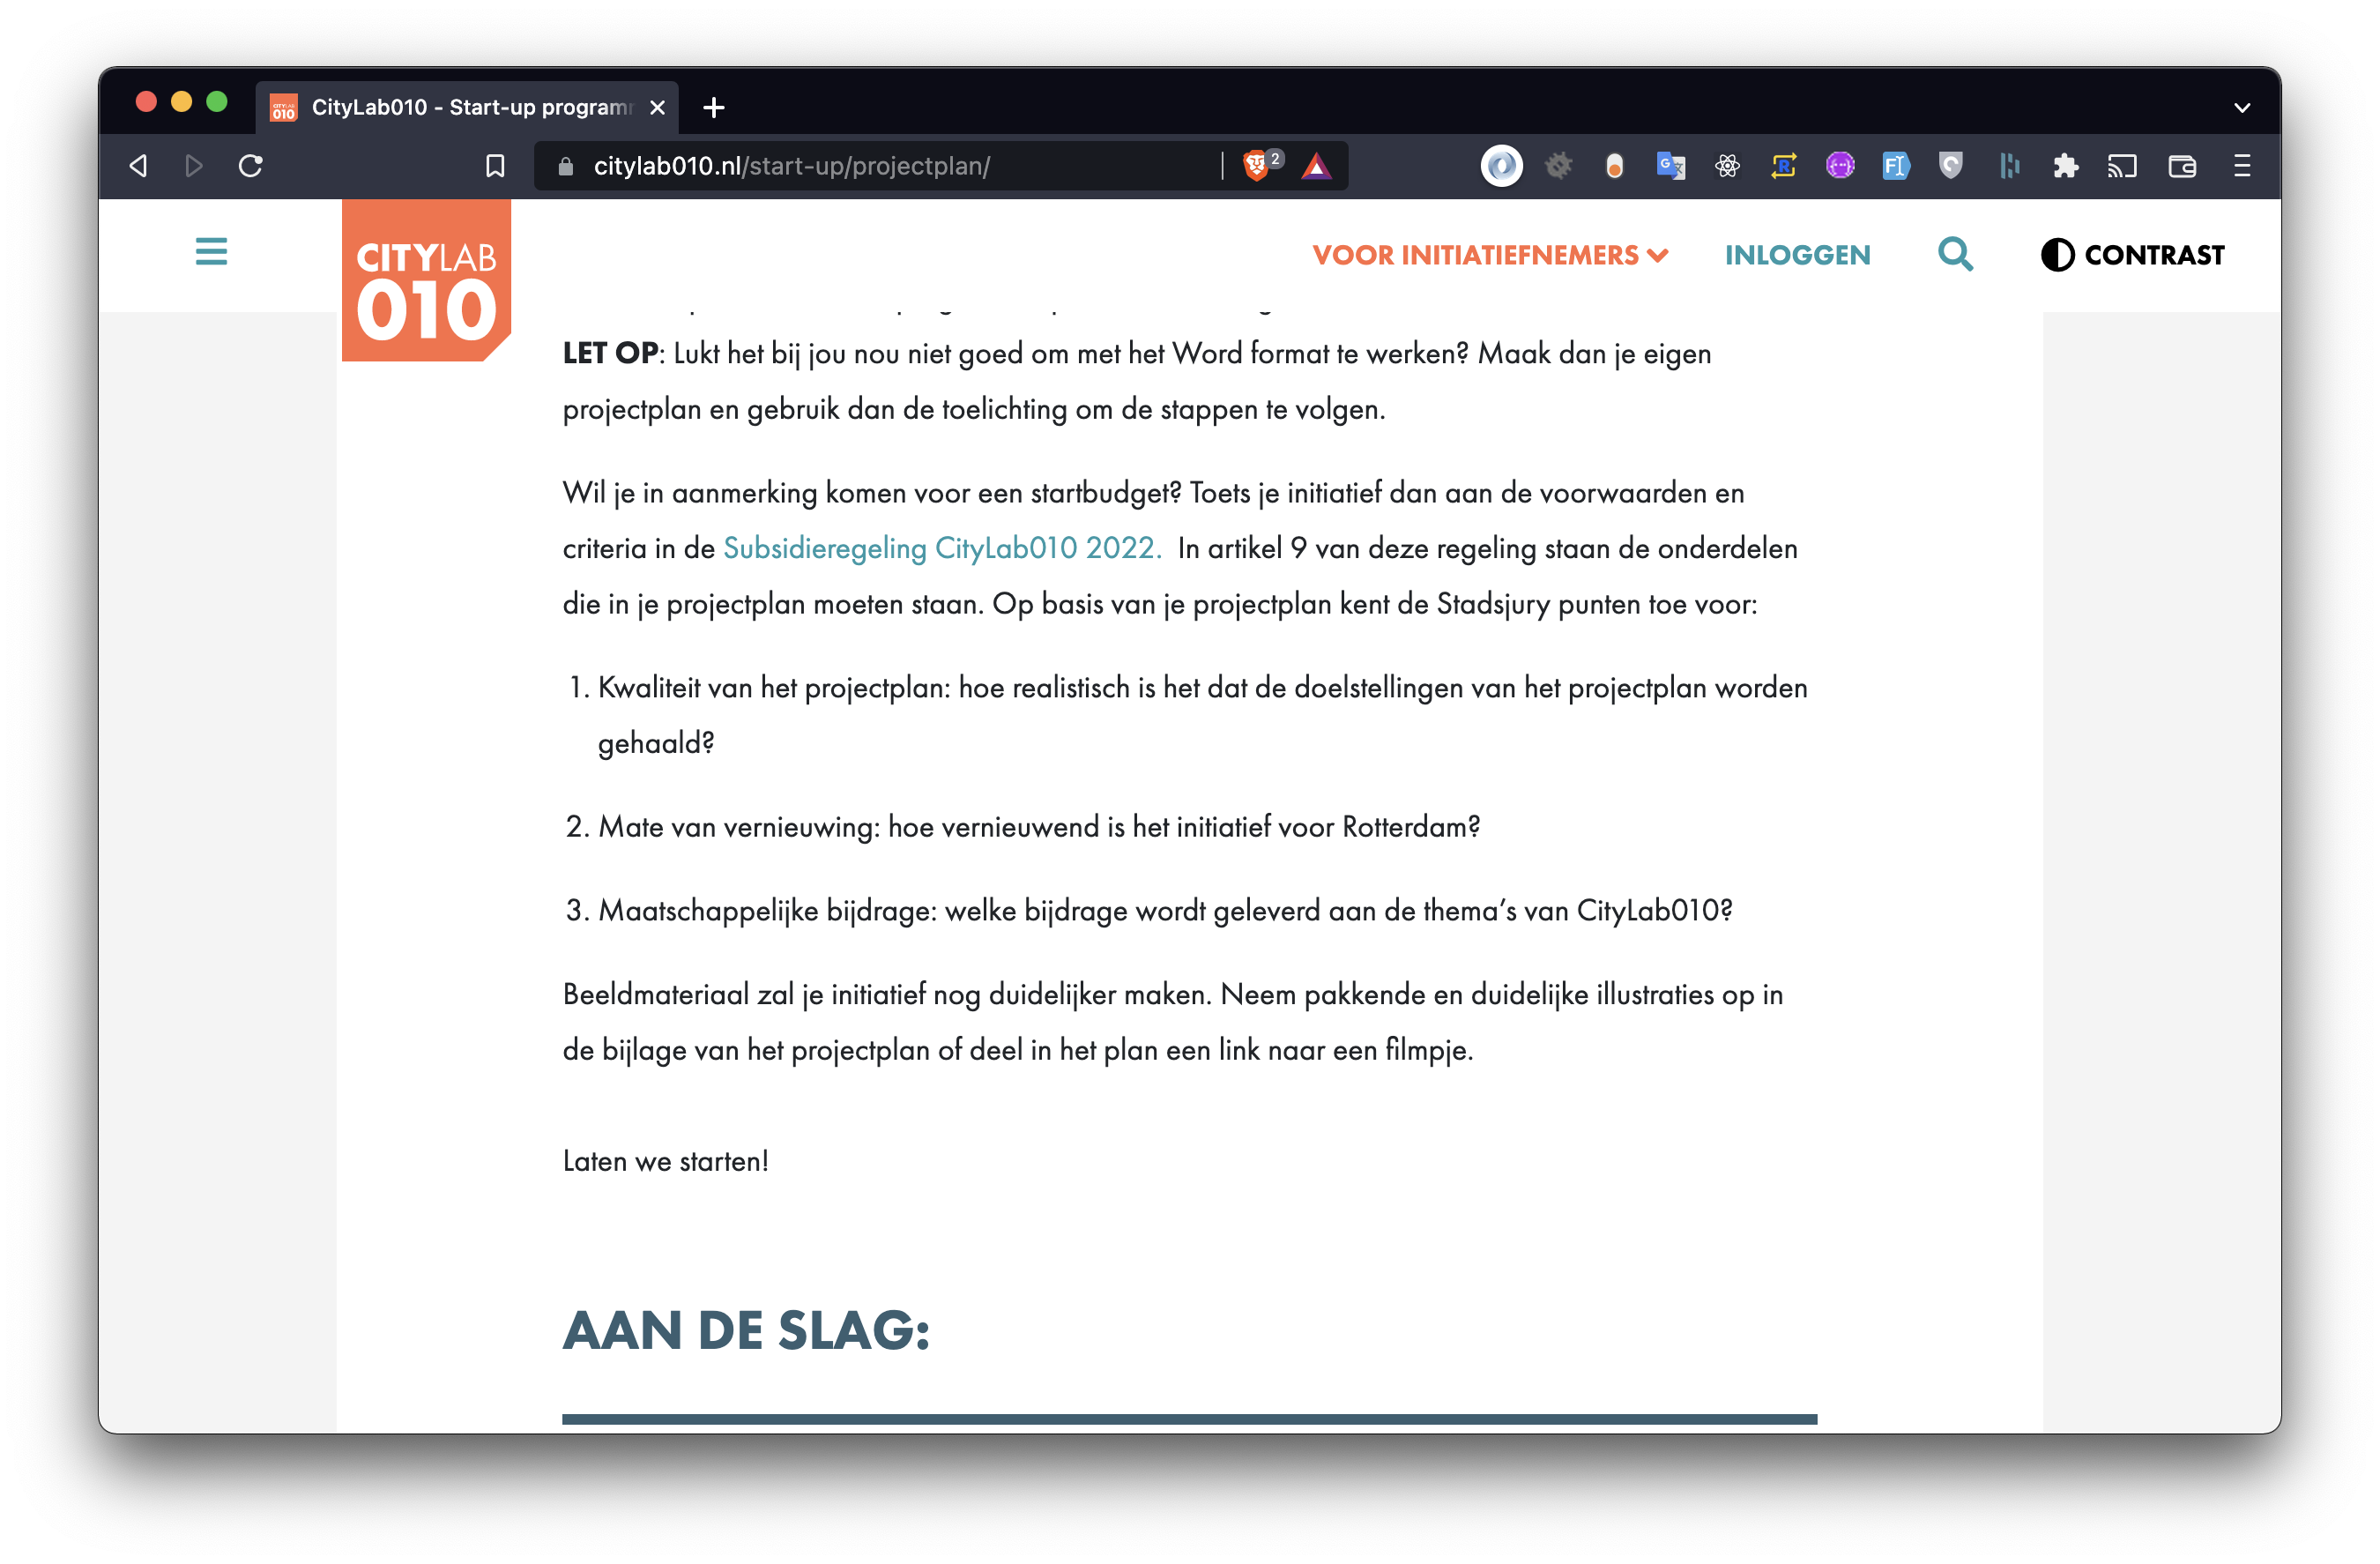 CityLab010 - Start-up programm
citylab010.nl/start-up/projectplan/
2
CITYLAB
010
VOOR INITIATIEFNEMERS
INLOGGEN
CONTRAST
LET OP: Lukt het bij jou nou niet goed om met het Word format te werken? Maak dan je eigen
projectplan en gebruik dan de toelichting om de stappen te volgen.
Wil je in aanmerking komen voor een startbudget? Toets je initiatief dan aan de voorwaarden en
criteria in de Subsidieregeling CityLab010 2022. In artikel 9 van deze regeling staan de onderdelen
die in je projectplan moeten staan. Op basis van je projectplan kent de Stadsjury punten toe voor:
1. Kwaliteit van het projectplan: hoe realistisch is het dat de doelstellingen van het projectplan worden
gehaald?
2. Mate van vernieuwing: hoe vernieuwend is het initiatief voor Rotterdam?
3. Maatschappelijke bijdrage: welke bijdrage wordt geleverd aan de thema's van CityLab010?
Beeldmateriaal zal je initiatief nog duidelijker maken. Neem pakkende en duidelijke illustraties op in
de bijlage van het projectplan of deel in het plan een link naar een filmpje.
Laten we starten!
AAN DE SLAG: